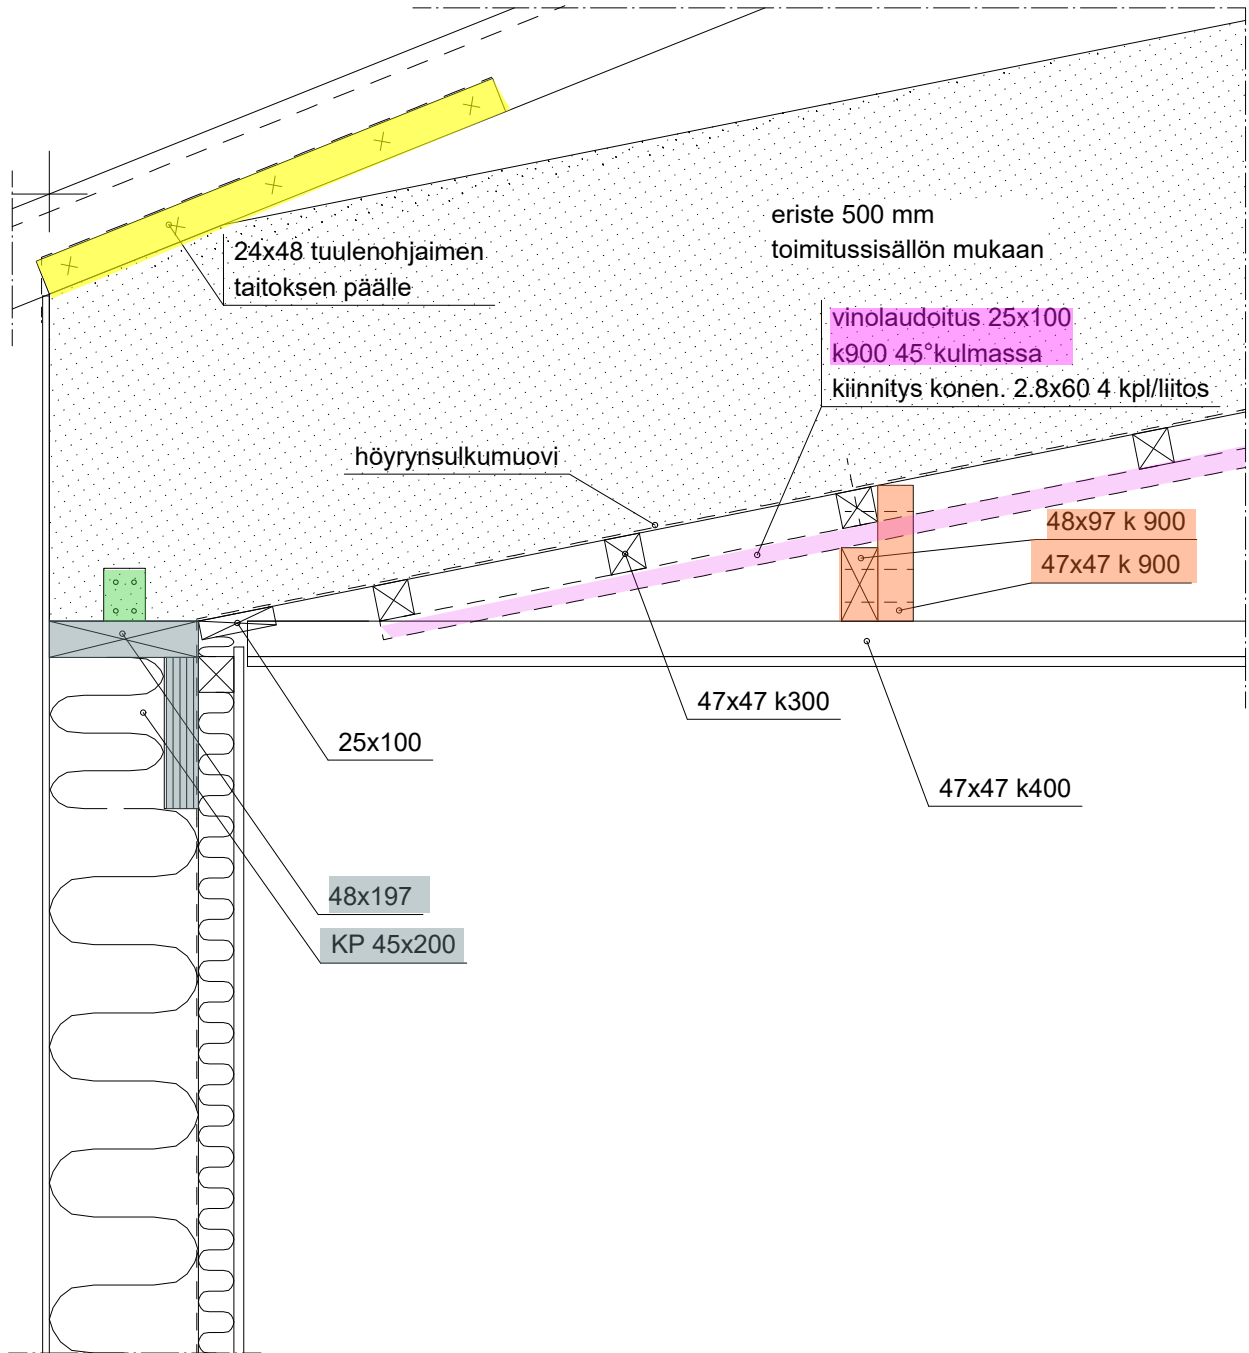 24x48 tuulenohjaimen
taitoksen päälle
eriste 500 mm
toimitussisällön mukaan
vinolaudoitus 25x100
k900 45°kulmassa
kiinnitys konen. 2.8x60 4 kpl/liitos
höyrynsulkumuovi
48x97 k 900
47x47 k 900
47x47 k300
25x100
47x47 k400
48x197
KP 45x200